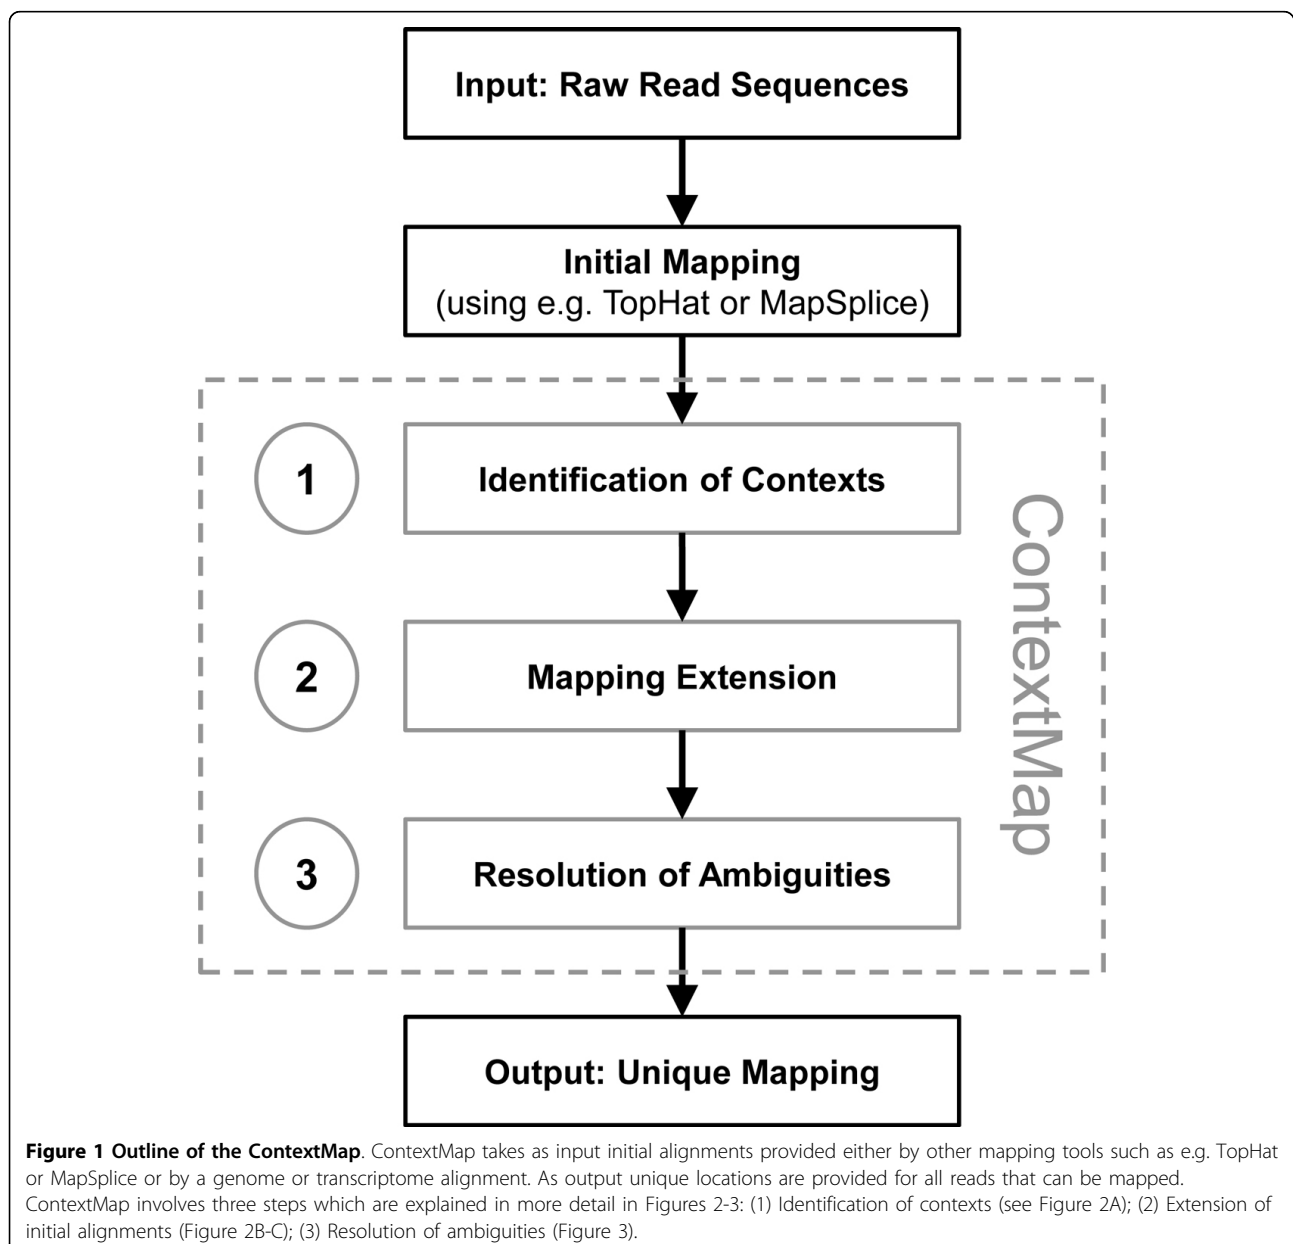 Input: Raw Read Sequences
Initial Mapping
(using e.g. TopHat or MapSplice)
1
Identification of Contexts
2
Mapping Extension
3
Resolution of Ambiguities
ContextMap
Output: Unique Mapping
Figure 1 Outline of the ContextMap. ContextMap takes as input initial alignments provided either by other mapping tools such as e.g. TopHat
or MapSplice or by a genome or transcriptome alignment. As output unique locations are provided for all reads that can be mapped.
ContextMap involves three steps which are explained in more detail in Figures 2-3: (1) Identification of contexts (see Figure 2A); (2) Extension of
initial alignments (Figure 2B-C); (3) Resolution of ambiguities (Figure 3).